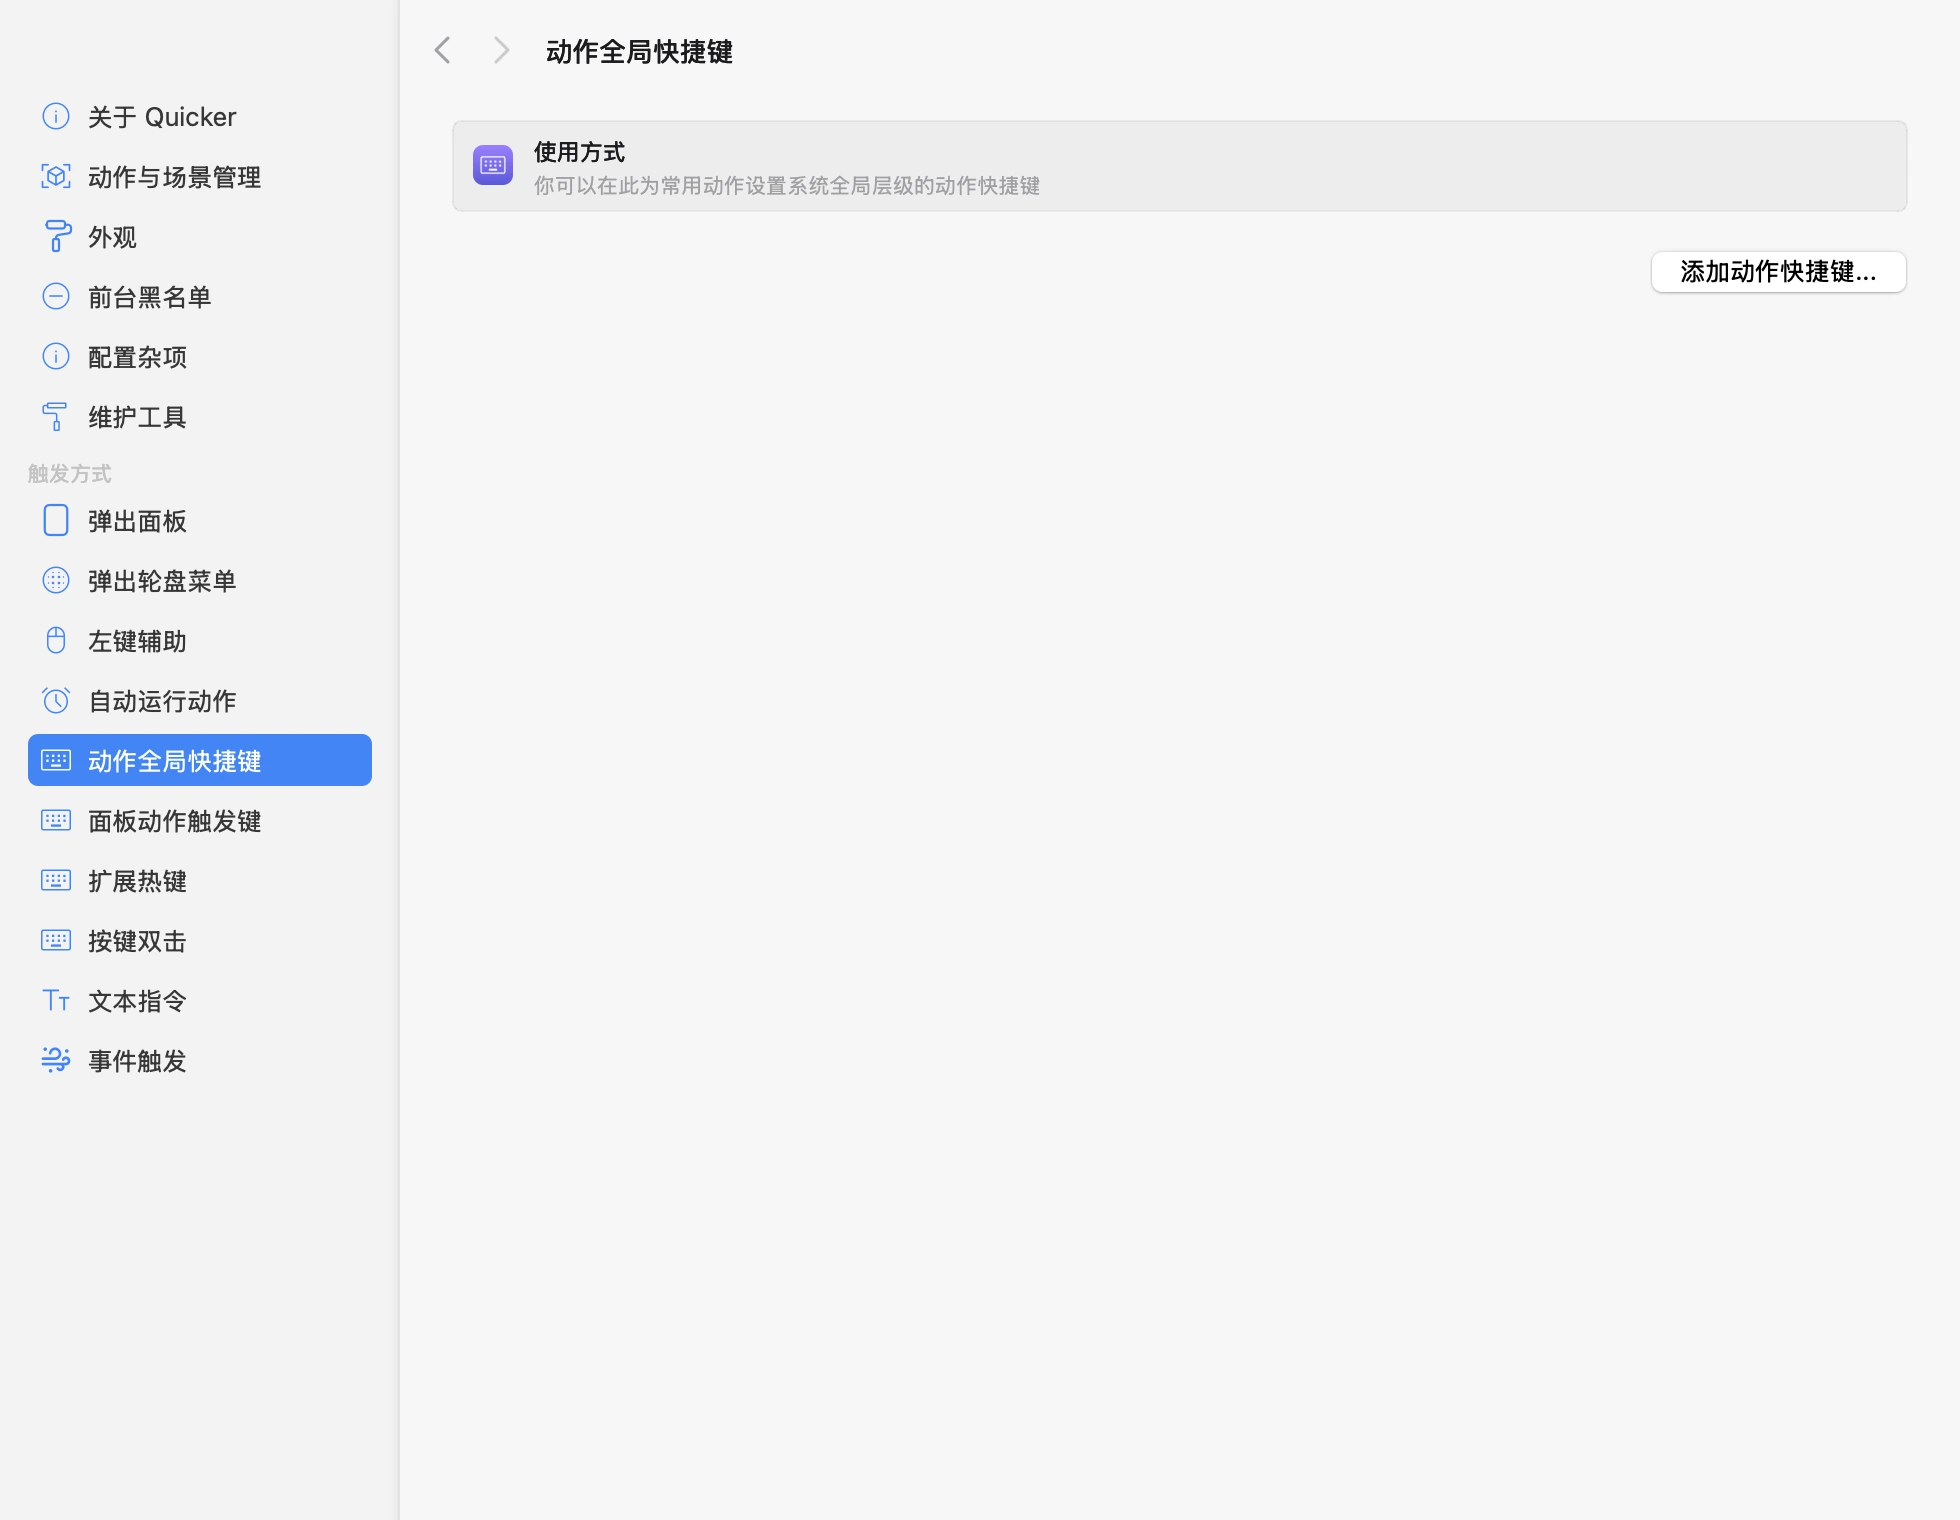 动作全局快捷键
关于 Quicker
动作与场景管理
外观
前台黑名单
配置杂项
维护工具
触发方式
弹出面板
弹出轮盘菜单
左键辅助
自动运行动作
动作全局快捷键
面板动作触发键
扩展热键
按键双击
文本指令
事件触发
使用方式
你可以在此为常用动作设置系统全局层级的动作快捷键
添加动作快捷键...